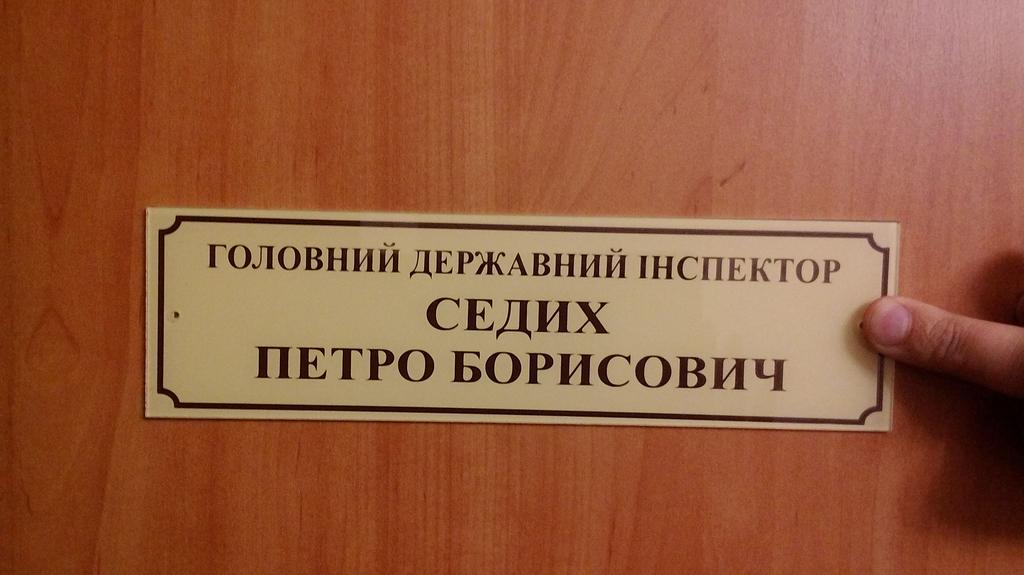 ГОЛОВНИЙ ДЕРЖАВНИЙ ІНСПЕКТОР
СЕДИХ
ПЕТРО БОРИСОВИЧ